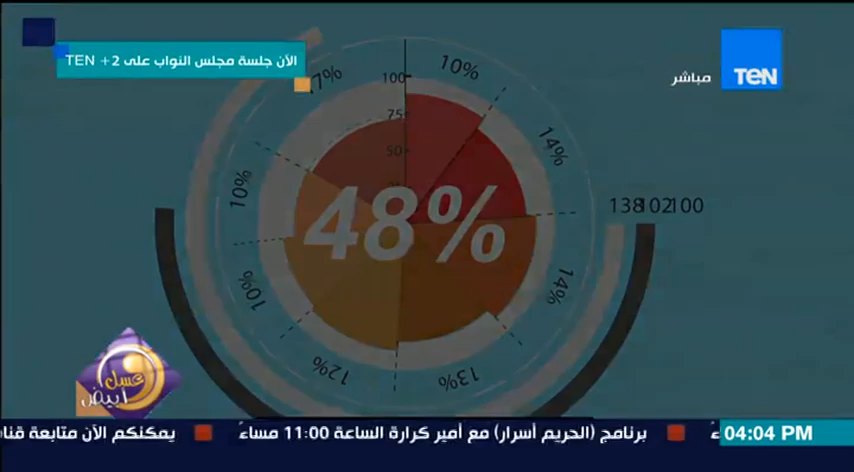 الآن جلسة مجلس النواب على TEN +2
مباشر
TEN
10%
100
7%
75
14%
50
10%
48%
138
102
100
10%
14%
12%
13%
عسل
أبيض
04:04 PM
برنامج (الحريم أسرار) مع أمير كرارة الساعة 11:00 مساءً
يمكنكم الآن متابعة